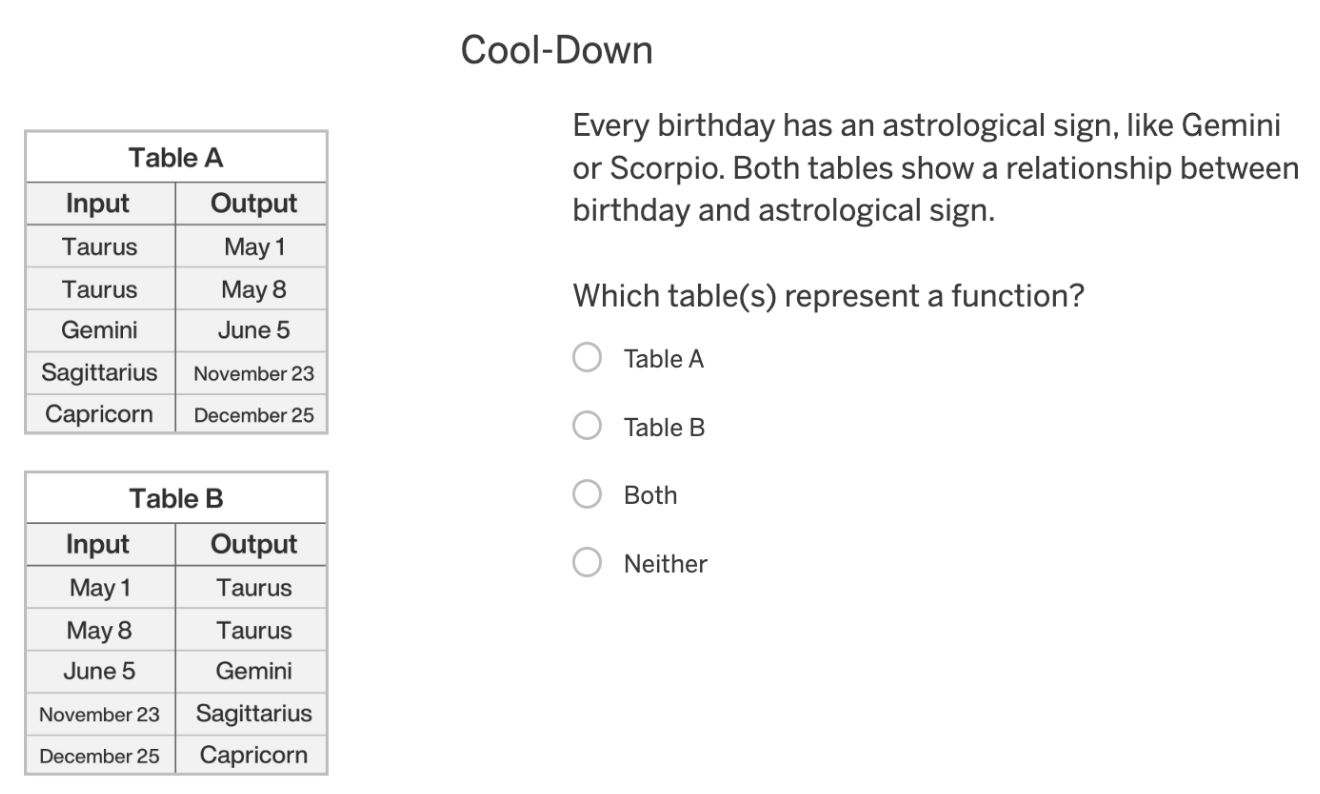 Cool-Down
Every birthday has an astrological sign, like Gemini
or Scorpio. Both tables show a relationship between
birthday and astrological sign.
Which table(s) represent a function?
Table A
Table B
Both
Neither
Table A
Input Output
Taurus May 1
Taurus May 8
Gemini June 5
Sagittarius November 23
Capricorn December 25
Table B
Input Output
May 1 Taurus
May 8 Taurus
June 5 Gemini
November 23 Sagittarius
December 25 Capricorn